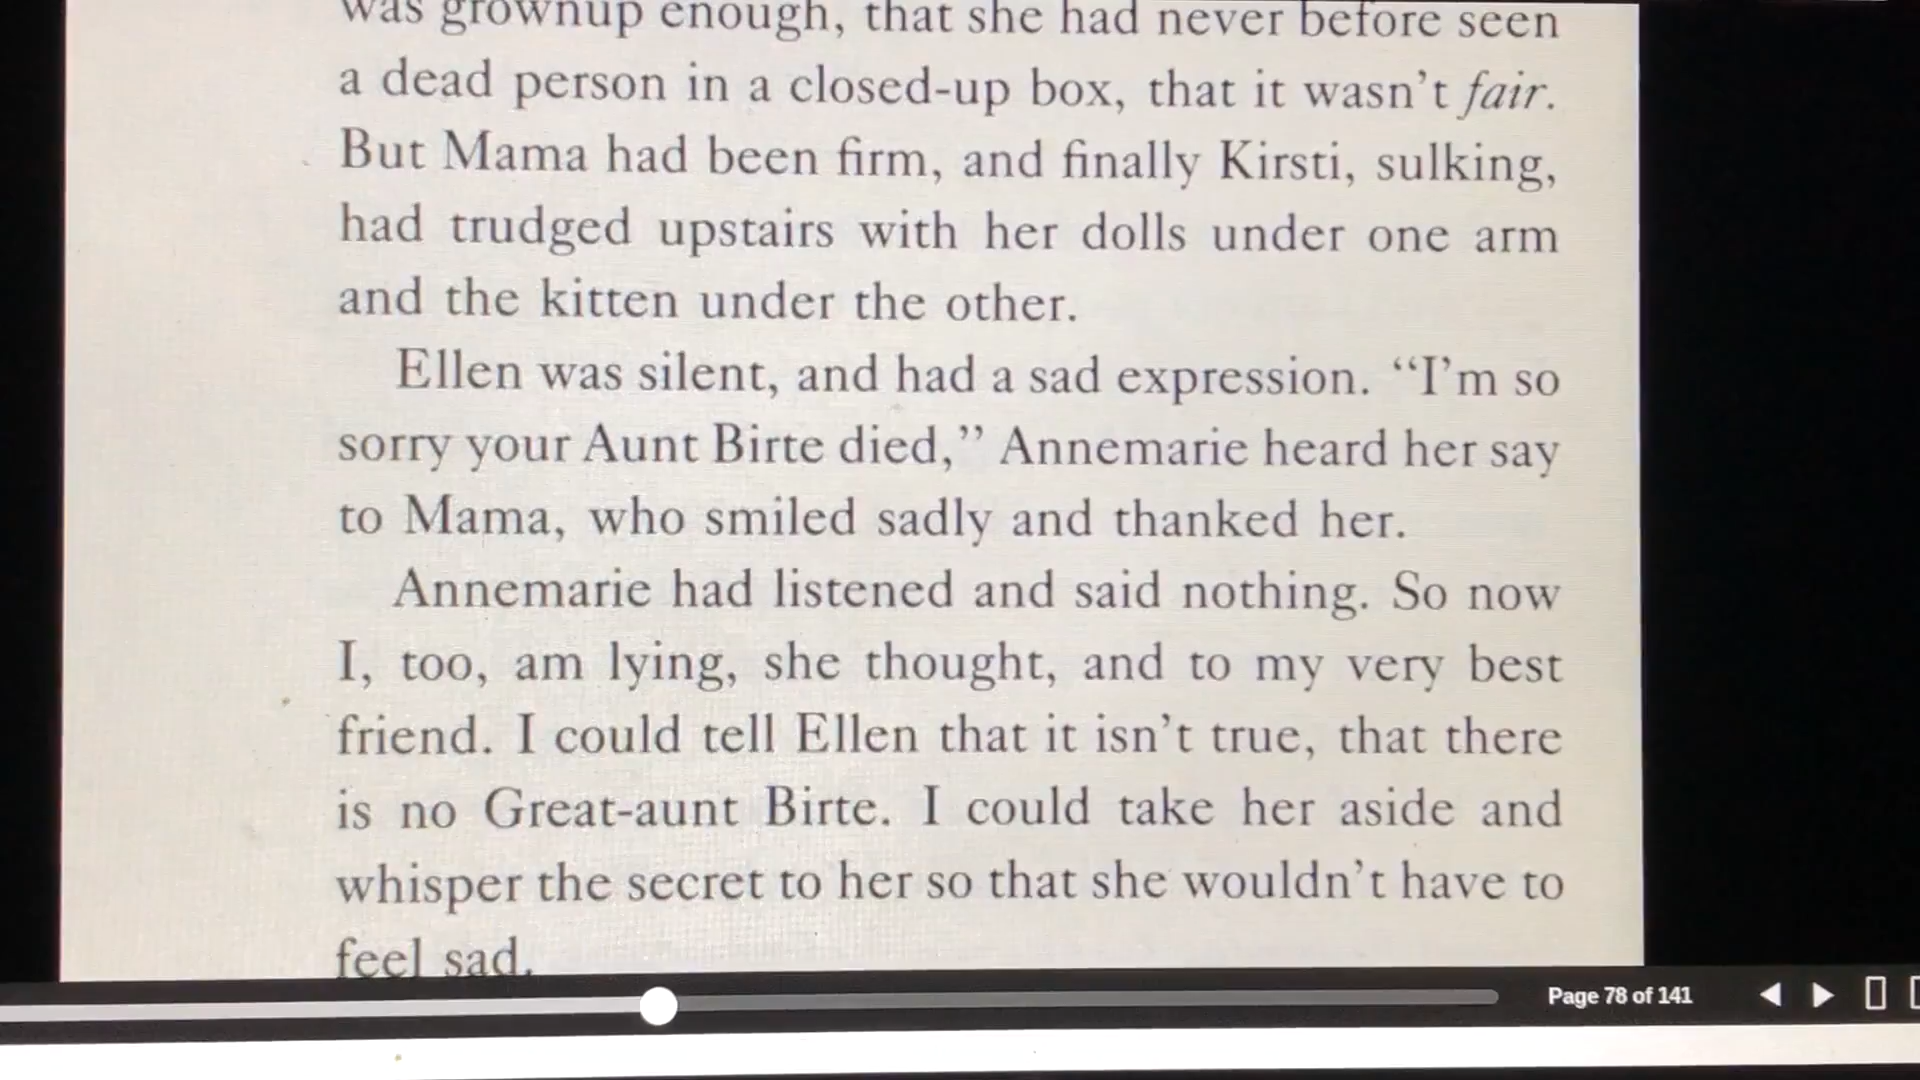 was grownup enough, that she had never before seen
a dead person in a closed-up box, that it wasn't fair.
But Mama had been firm, and finally Kirsti, sulking,
had trudged upstairs with her dolls under one arm
and the kitten under the other.
Ellen was silent, and had a sad expression. “I'm so
sorry your Aunt Birte died,” Annemarie heard her say
to Mama, who smiled sadly and thanked her.
Annemarie had listened and said nothing. So now
I, too, am lying, she thought, and to my very best
friend. I could tell Ellen that it isn't true, that there
is no Great-aunt Birte. I could take her aside and
whisper the secret to her so that she wouldn't have to
feel sad.
Page 78 of 141